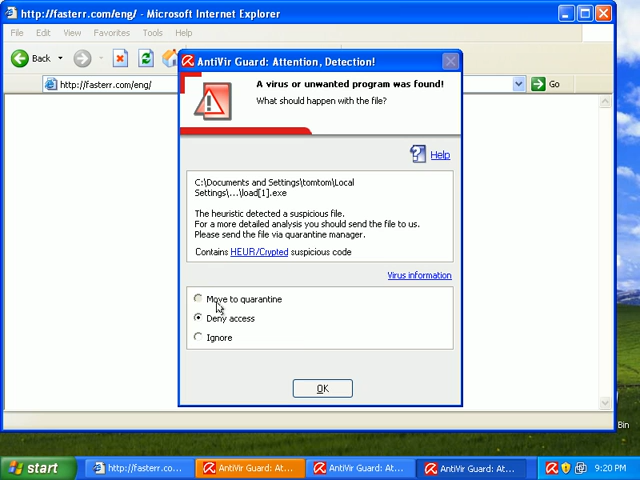 http://fasterr.com/eng/ - Microsoft Internet Explorer
File Edit View Favorites Tools Help
Back
http://fasterr.com/eng/
Go
AntiVir Guard: Attention, Detection!
A virus or unwanted program was found!
What should happen with the file?
Help
C:\Documents and Settings\tomtom\Local
Settings\...\load[1].exe
The heuristic detected a suspicious file.
For a more detailed analysis you should send the file to us.
Please send the file via quarantine manager.
Contains HEUR/Crypted suspicious code
Virus information
Move to quarantine
Deny access
Ignore
OK
Bin
start
http://fasterr.co...
AntiVir Guard: At...
AntiVir Guard: At...
AntiVir Guard: At...
9:20 PM